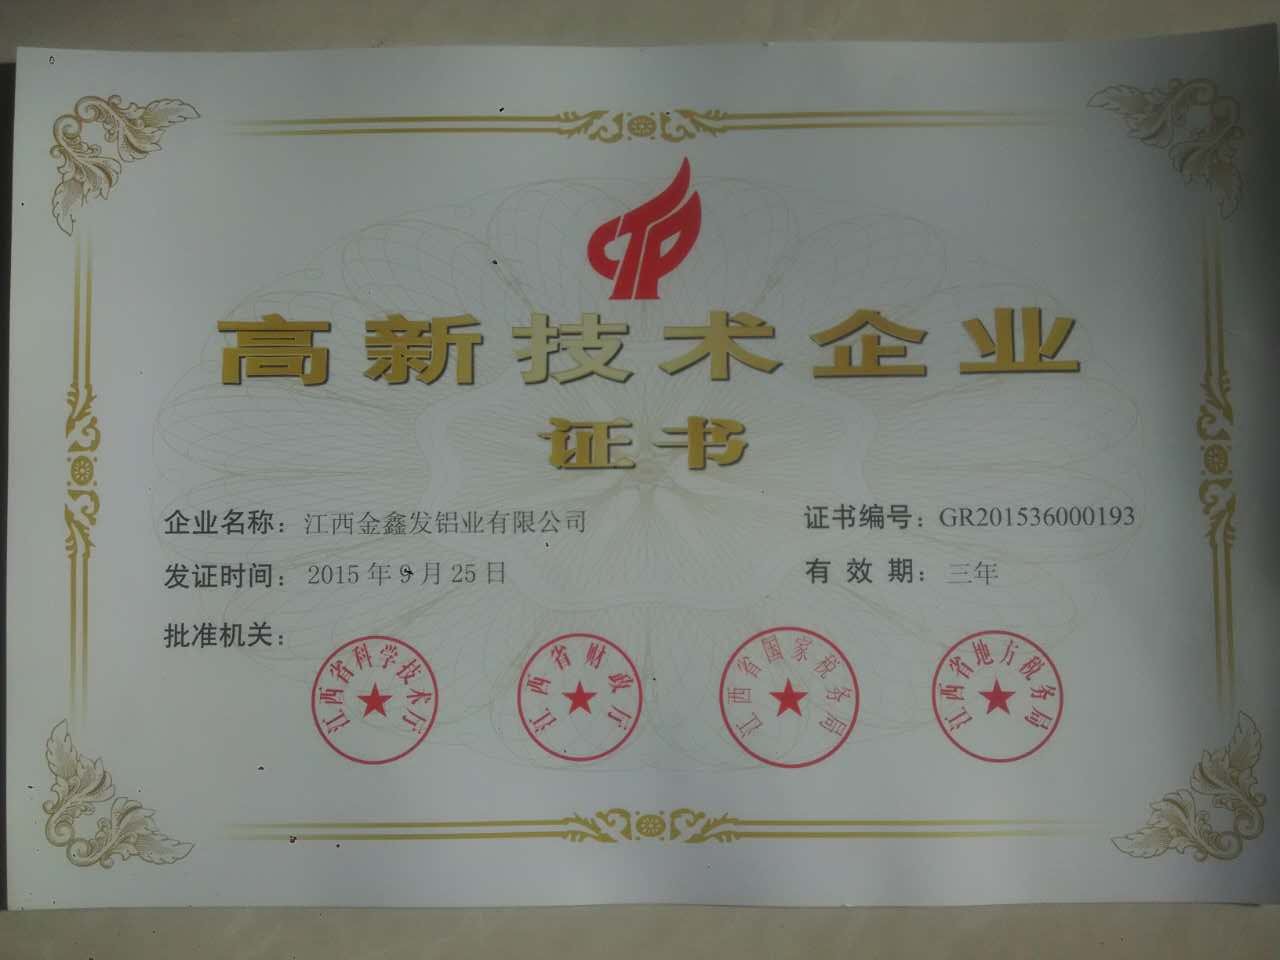 CTP
高新技术企业
证书
企业名称：江西金鑫发铝业有限公司
证书编号：GR201536000193
发证时间：2015年9月25日
有效期：三年
批准机关：
江西省科学技术厅
江西省财政厅
江西省国家税务局
江西省地方税务局